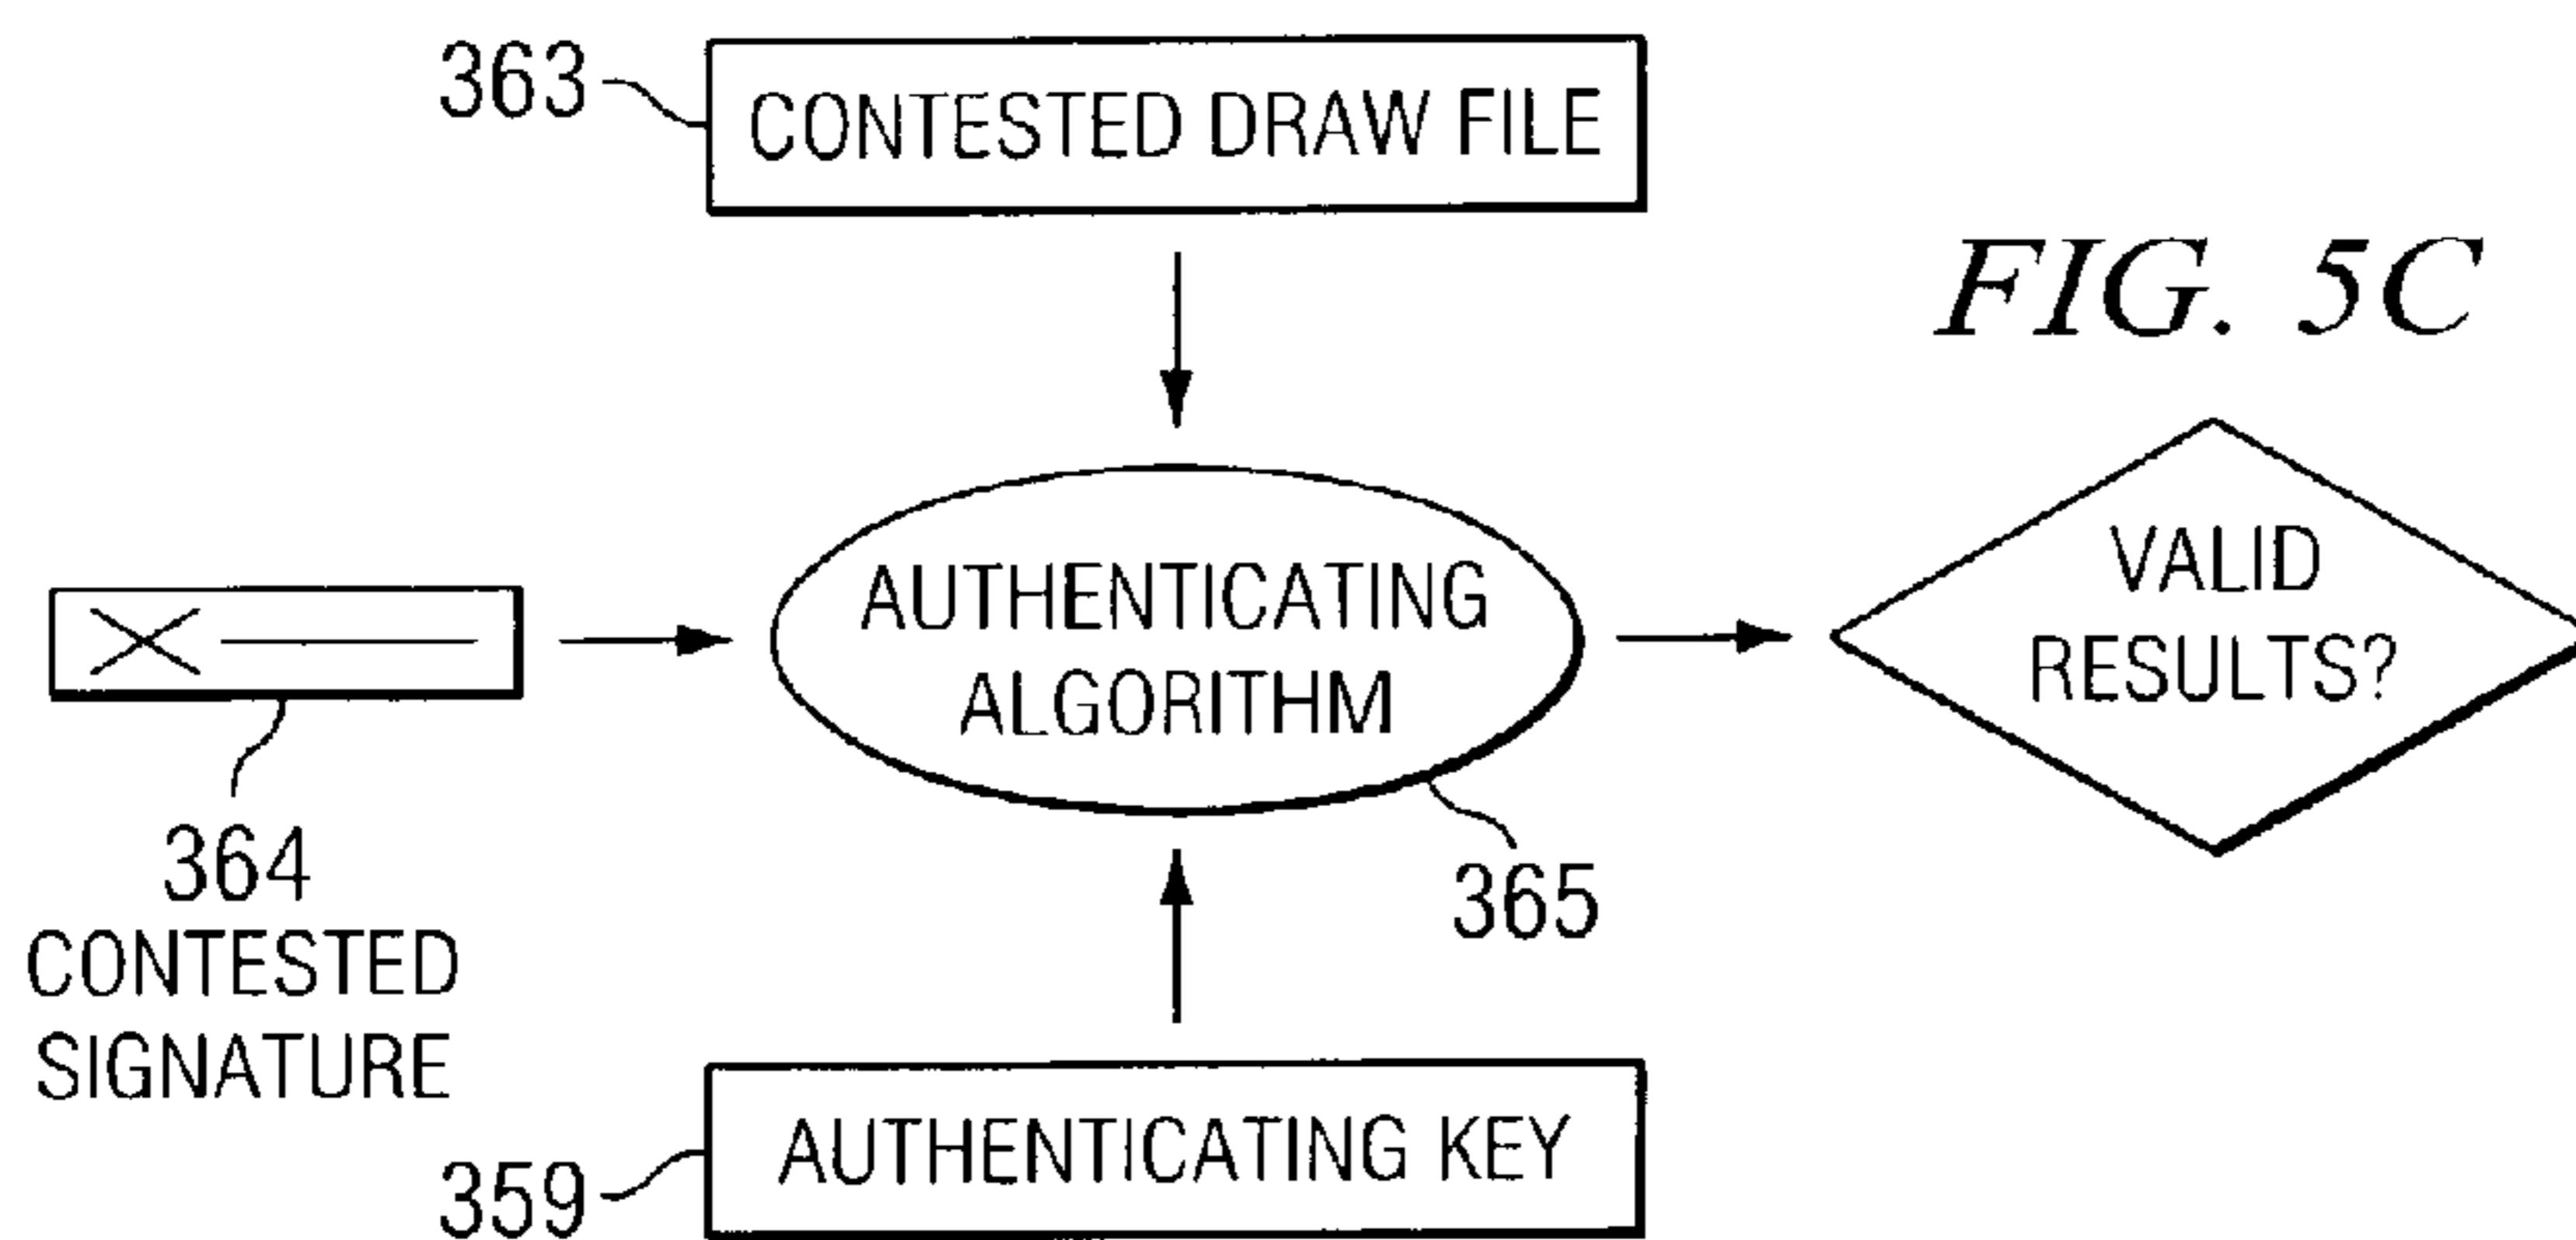 363
CONTESTED DRAW FILE
FIG. 5C
AUTHENTICATING
ALGORITHM
VALID
RESULTS?
364
CONTESTED
SIGNATURE
365
359
AUTHENTICATING KEY